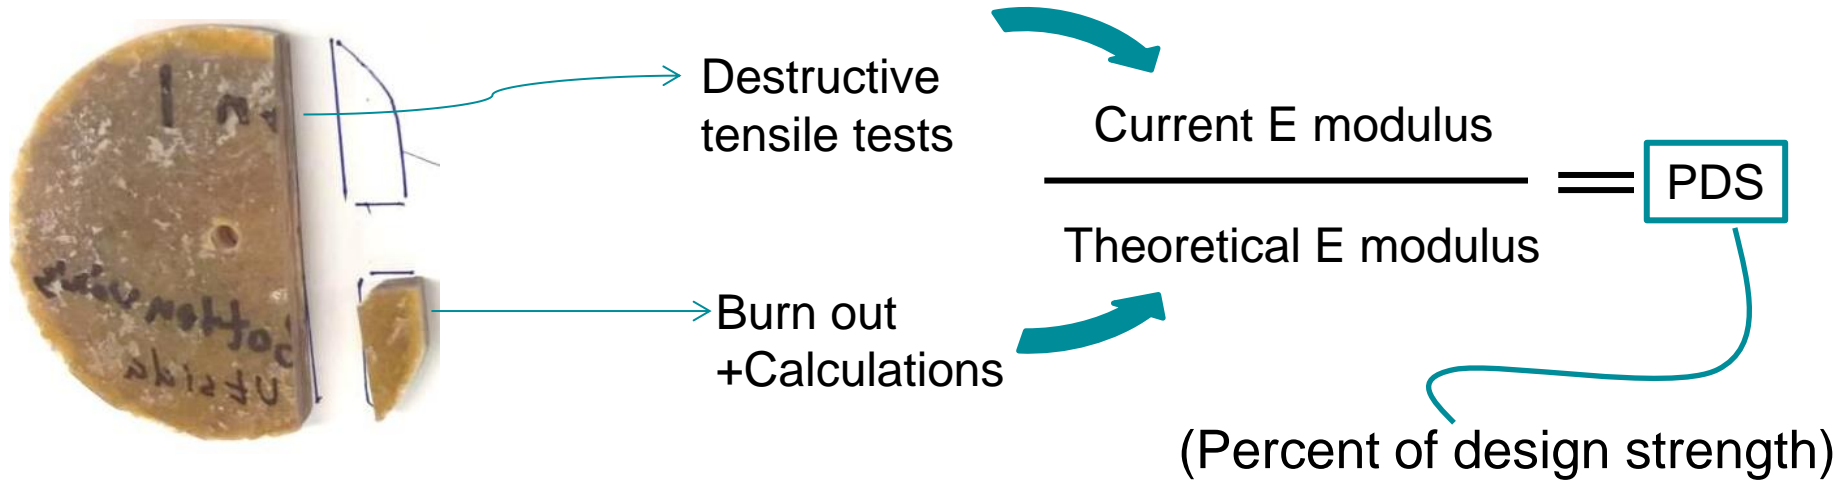 Destructive
tensile tests
Current E modulus
Theoretical E modulus
=
PDS
Burn out
+Calculations
(Percent of design strength)